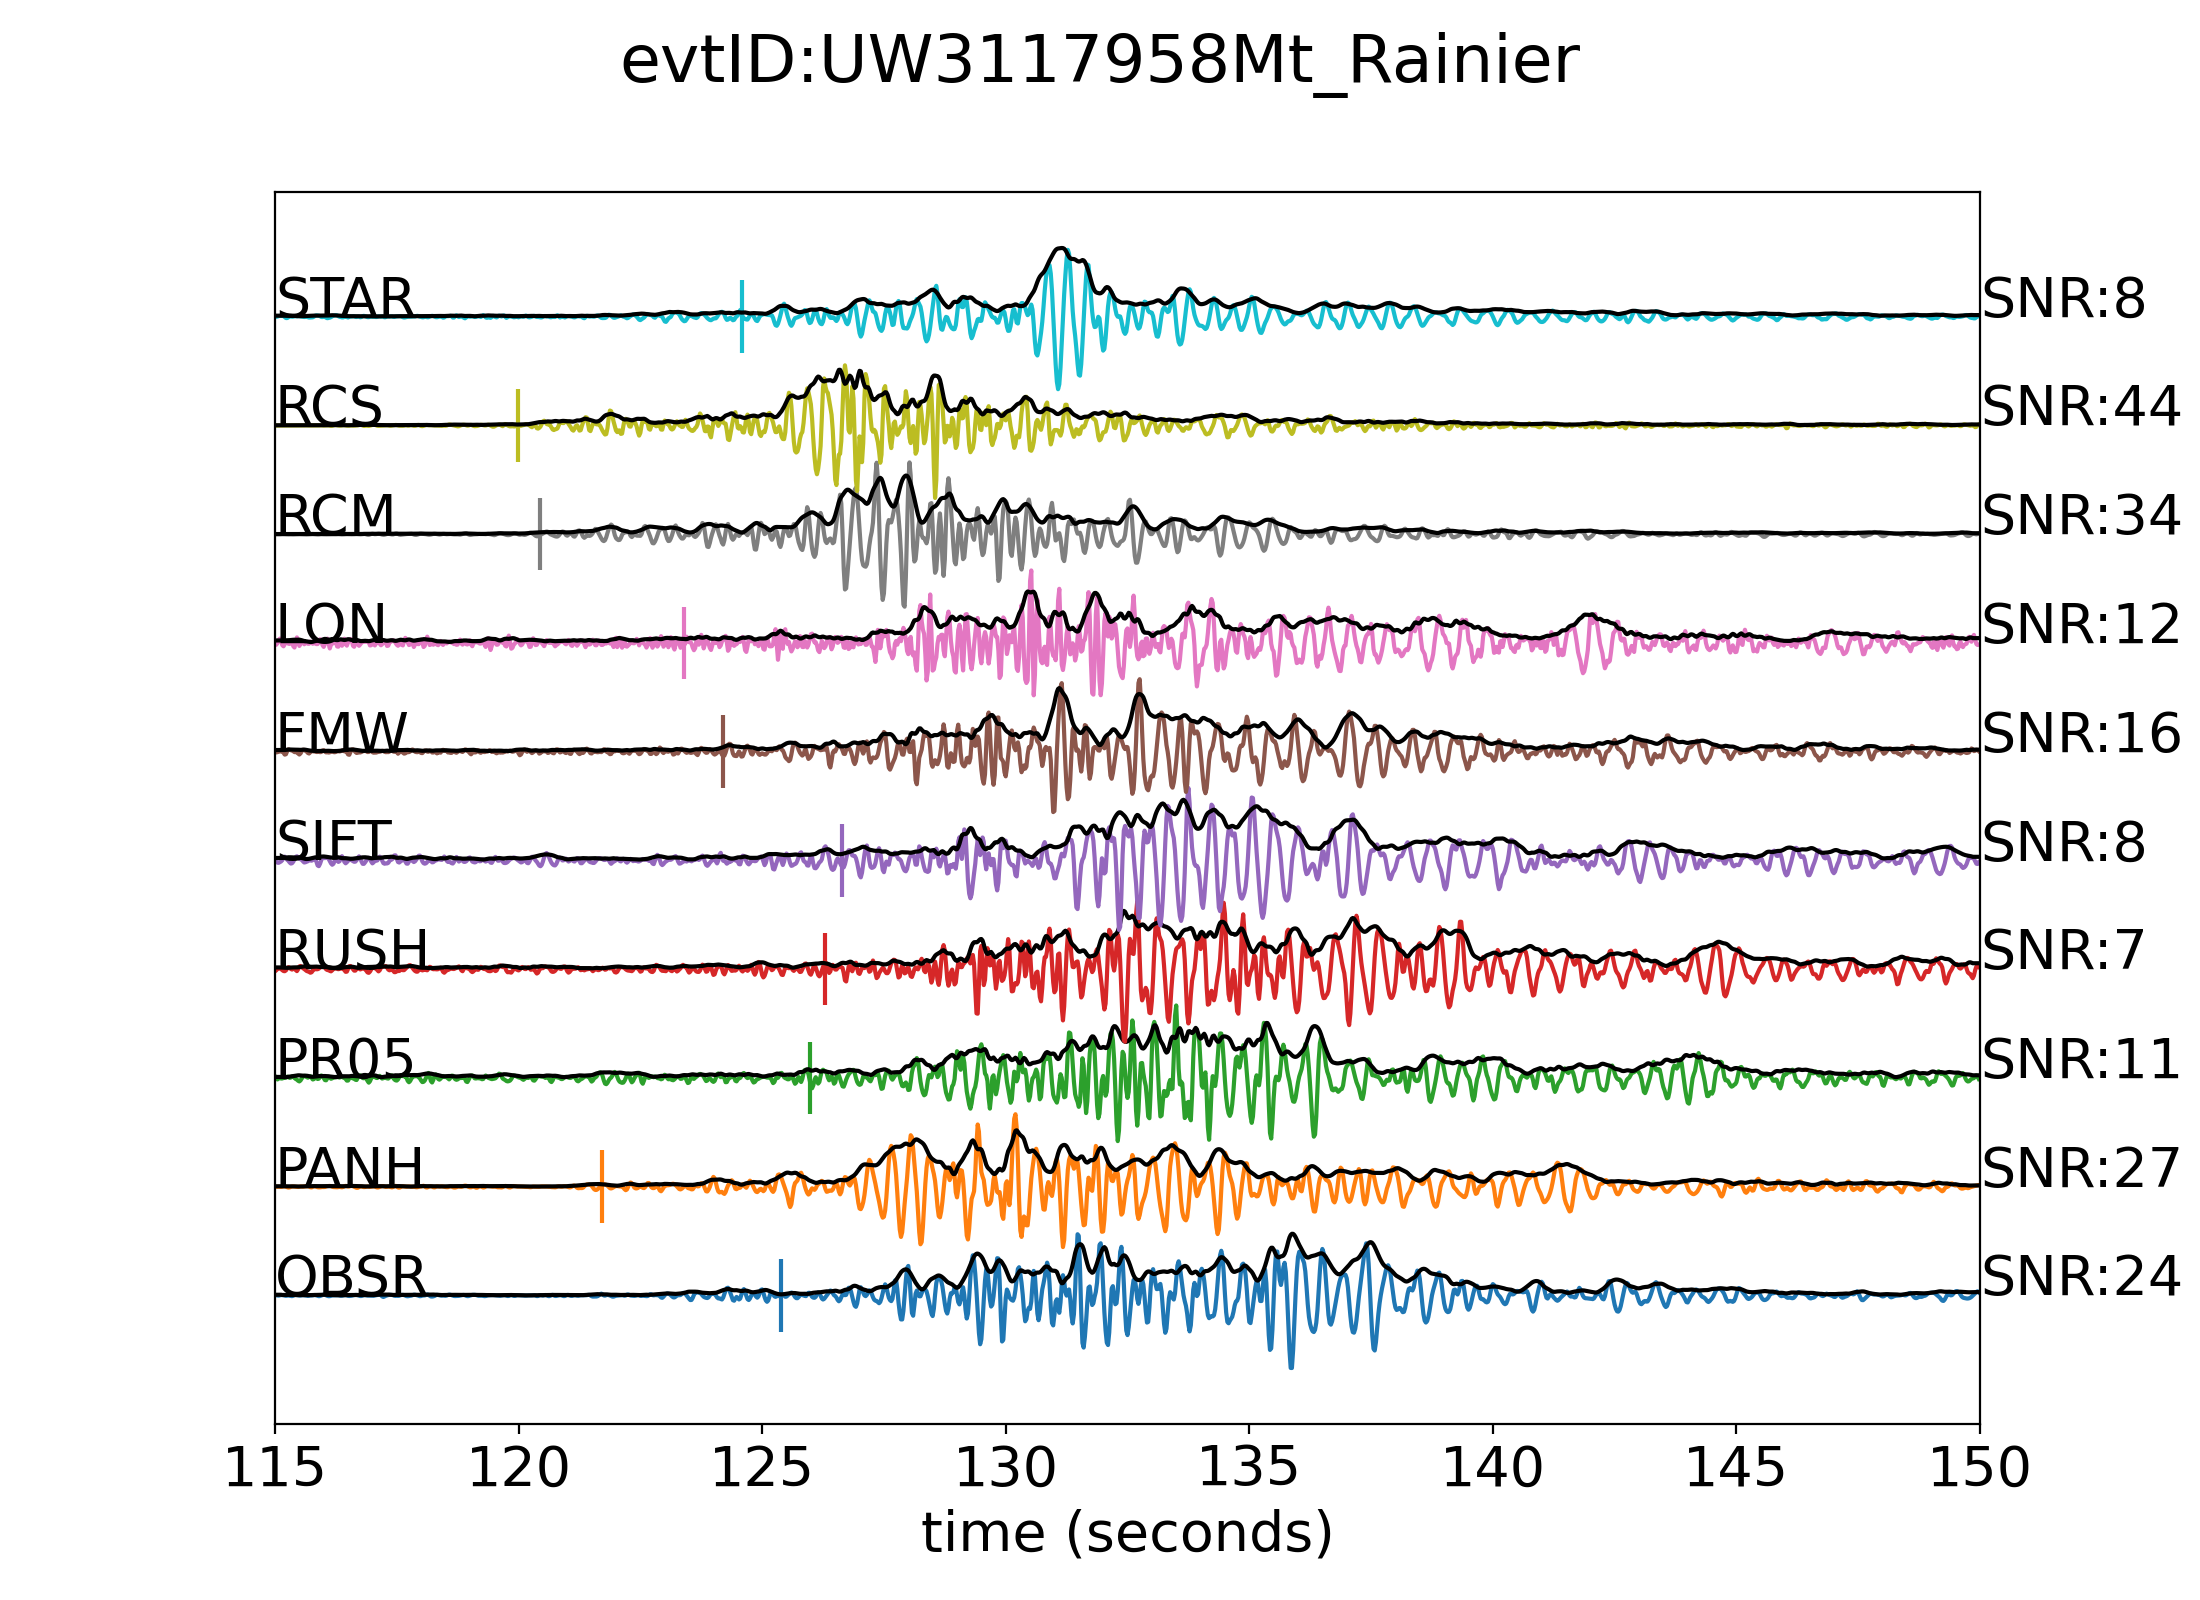 evtID:UW3117958Mt_Rainier
STAR SNR:8
RCS SNR:44
RCM SNR:34
LON SNR:12
FMW SNR:16
SIFT SNR:8
RUSH SNR:7
PR05 SNR:11
PANH SNR:27
OBSR SNR:24
115 120 125 130 135 140 145 150
time (seconds)